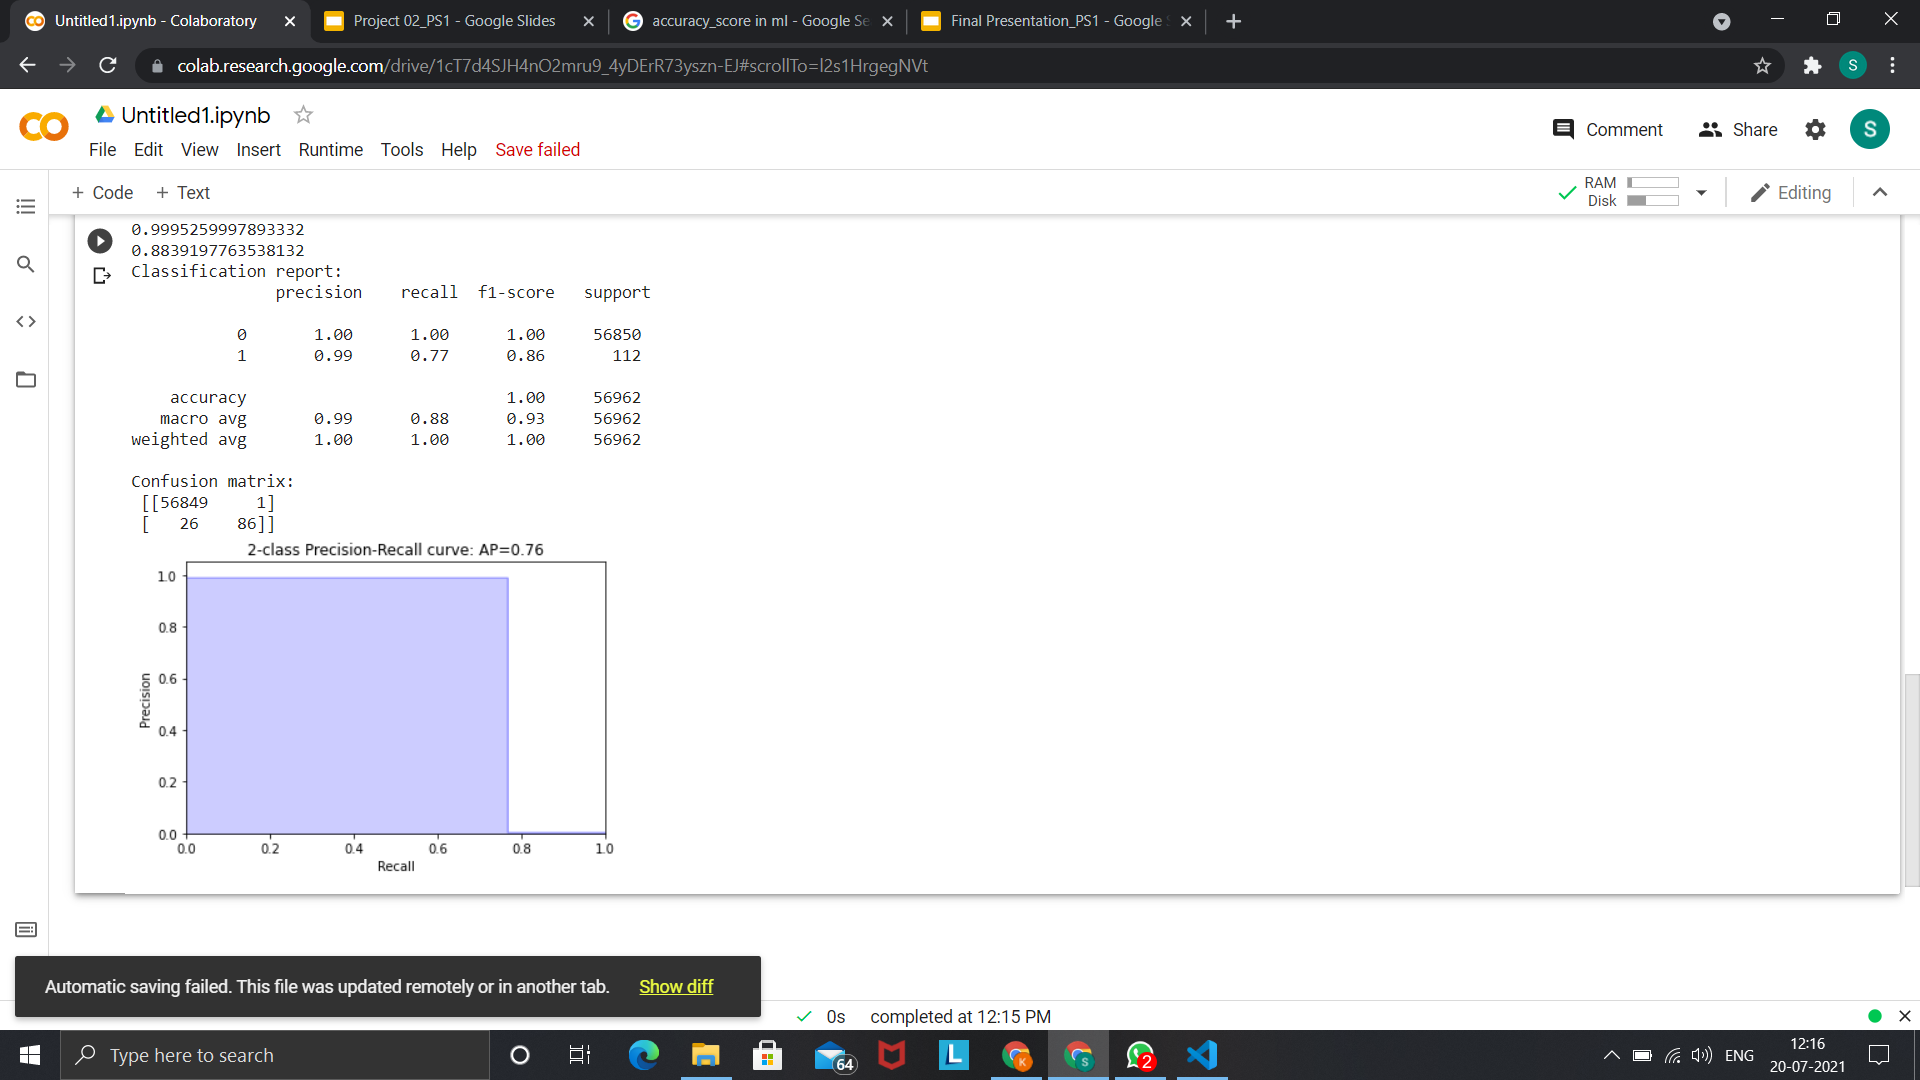 Untitled1.ipynb - Colaboratory
Project 02_PS1 - Google Slides
accuracy_score in ml - Google Se
Final Presentation_PS1 - Google S
colab.research.google.com/drive/1cT7d4SJH4nO2mru9_4yDErR73yszn-EJ#scrollTo=l2s1HrgegNVt
S
Untitled1.ipynb
Comment Share S
File Edit View Insert Runtime Tools Help Save failed
+ Code + Text
RAM
Disk
Editing
0.9995259997893332
0.8839197763538132
Classification report:
precision recall f1-score support
0 1.00 1.00 1.00 56850
1 0.99 0.77 0.86 112
accuracy 1.00 56962
macro avg 0.99 0.88 0.93 56962
weighted avg 1.00 1.00 1.00 56962
Confusion matrix:
[[56849 1]
[ 26 86]]
2-class Precision-Recall curve: AP=0.76
1.0
0.8
0.6
0.4
0.2
0.0
Precision
0.0 0.2 0.4 0.6 0.8 1.0
Recall
Automatic saving failed. This file was updated remotely or in another tab. Show diff
0s completed at 12:15 PM
Type here to search
64
L
K
S
2
ENG
12:16
20-07-2021